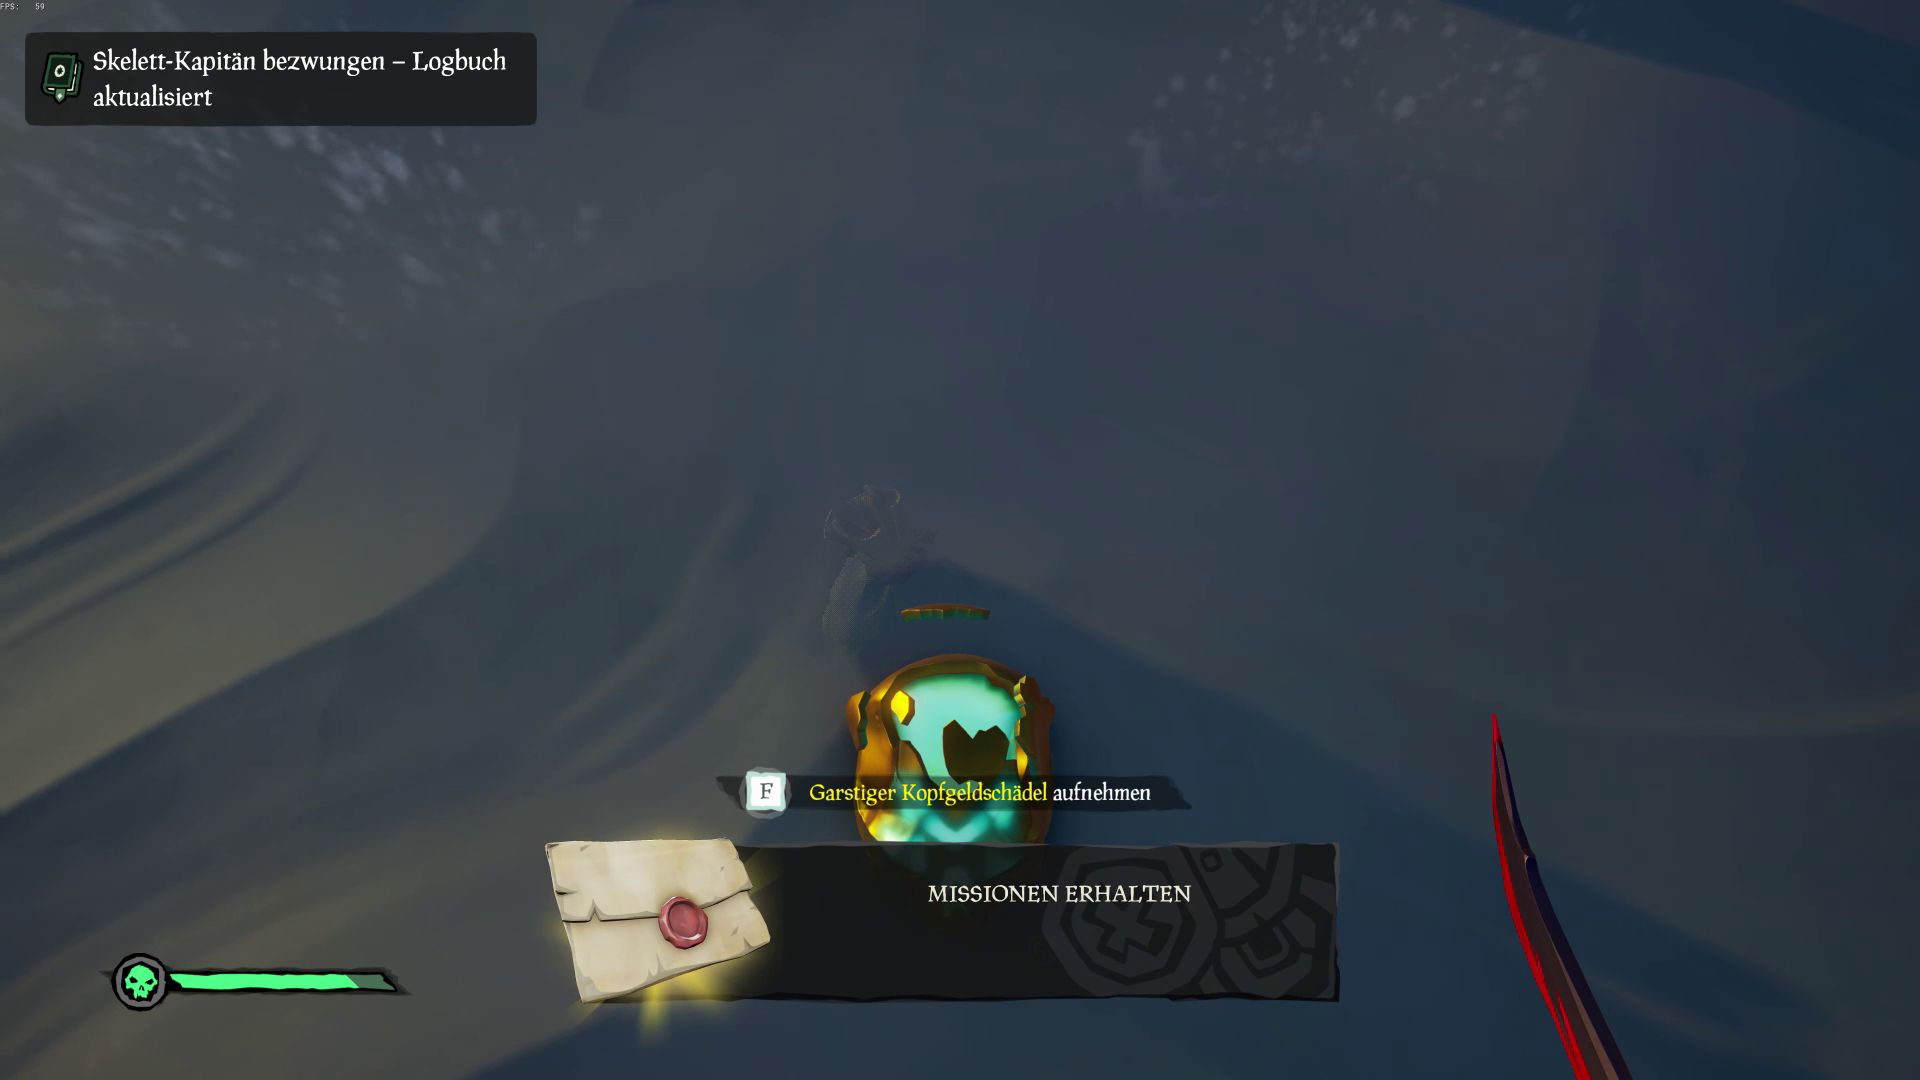 FPS: 59
Skelett-Kapitän bezwungen – Logbuch
aktualisiert
F Garstiger Kopfgeldschädel aufnehmen
MISSIONEN ERHALTEN